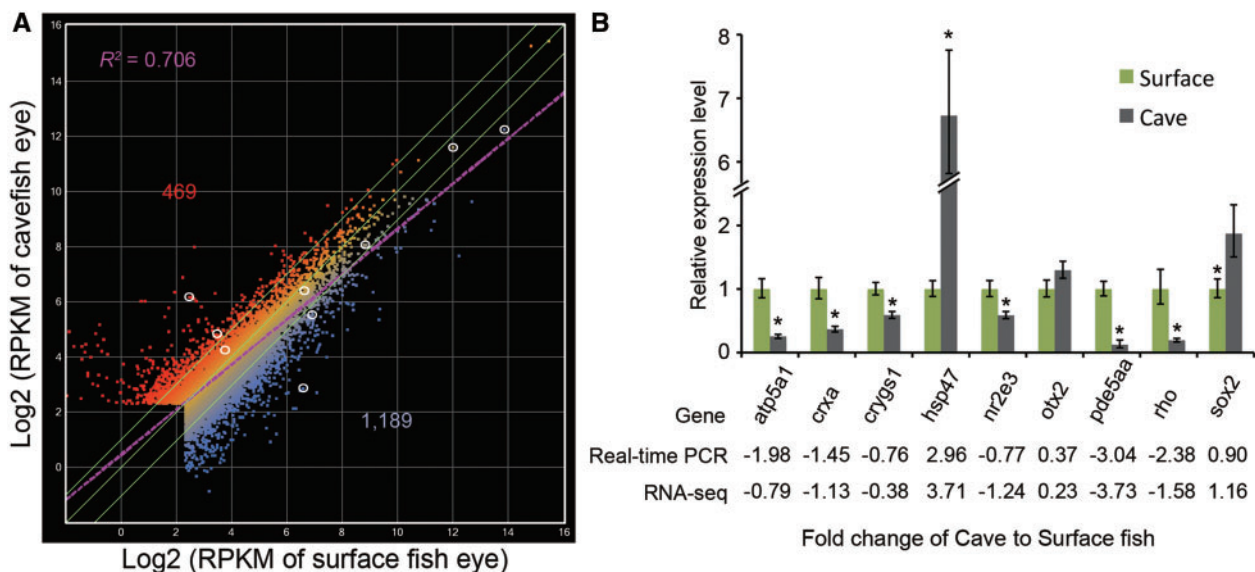 A
R² = 0.706
469
1,189
16
14
12
10
8
6
4
2
0
0 2 4 6 8 10 12 14 16
Log2 (RPKM of cavefish eye)
Log2 (RPKM of surface fish eye)
B
Surface
Cave
Relative expression level
8
7
6
2
1
0
* * * * * * * *
Gene atp5a1 crxa crygs1 hsp47 nr2e3 otx2 pde5aa rho sox2
Real-time PCR -1.98 -1.45 -0.76 2.96 -0.77 0.37 -3.04 -2.38 0.90
RNA-seq -0.79 -1.13 -0.38 3.71 -1.24 0.23 -3.73 -1.58 1.16
Fold change of Cave to Surface fish